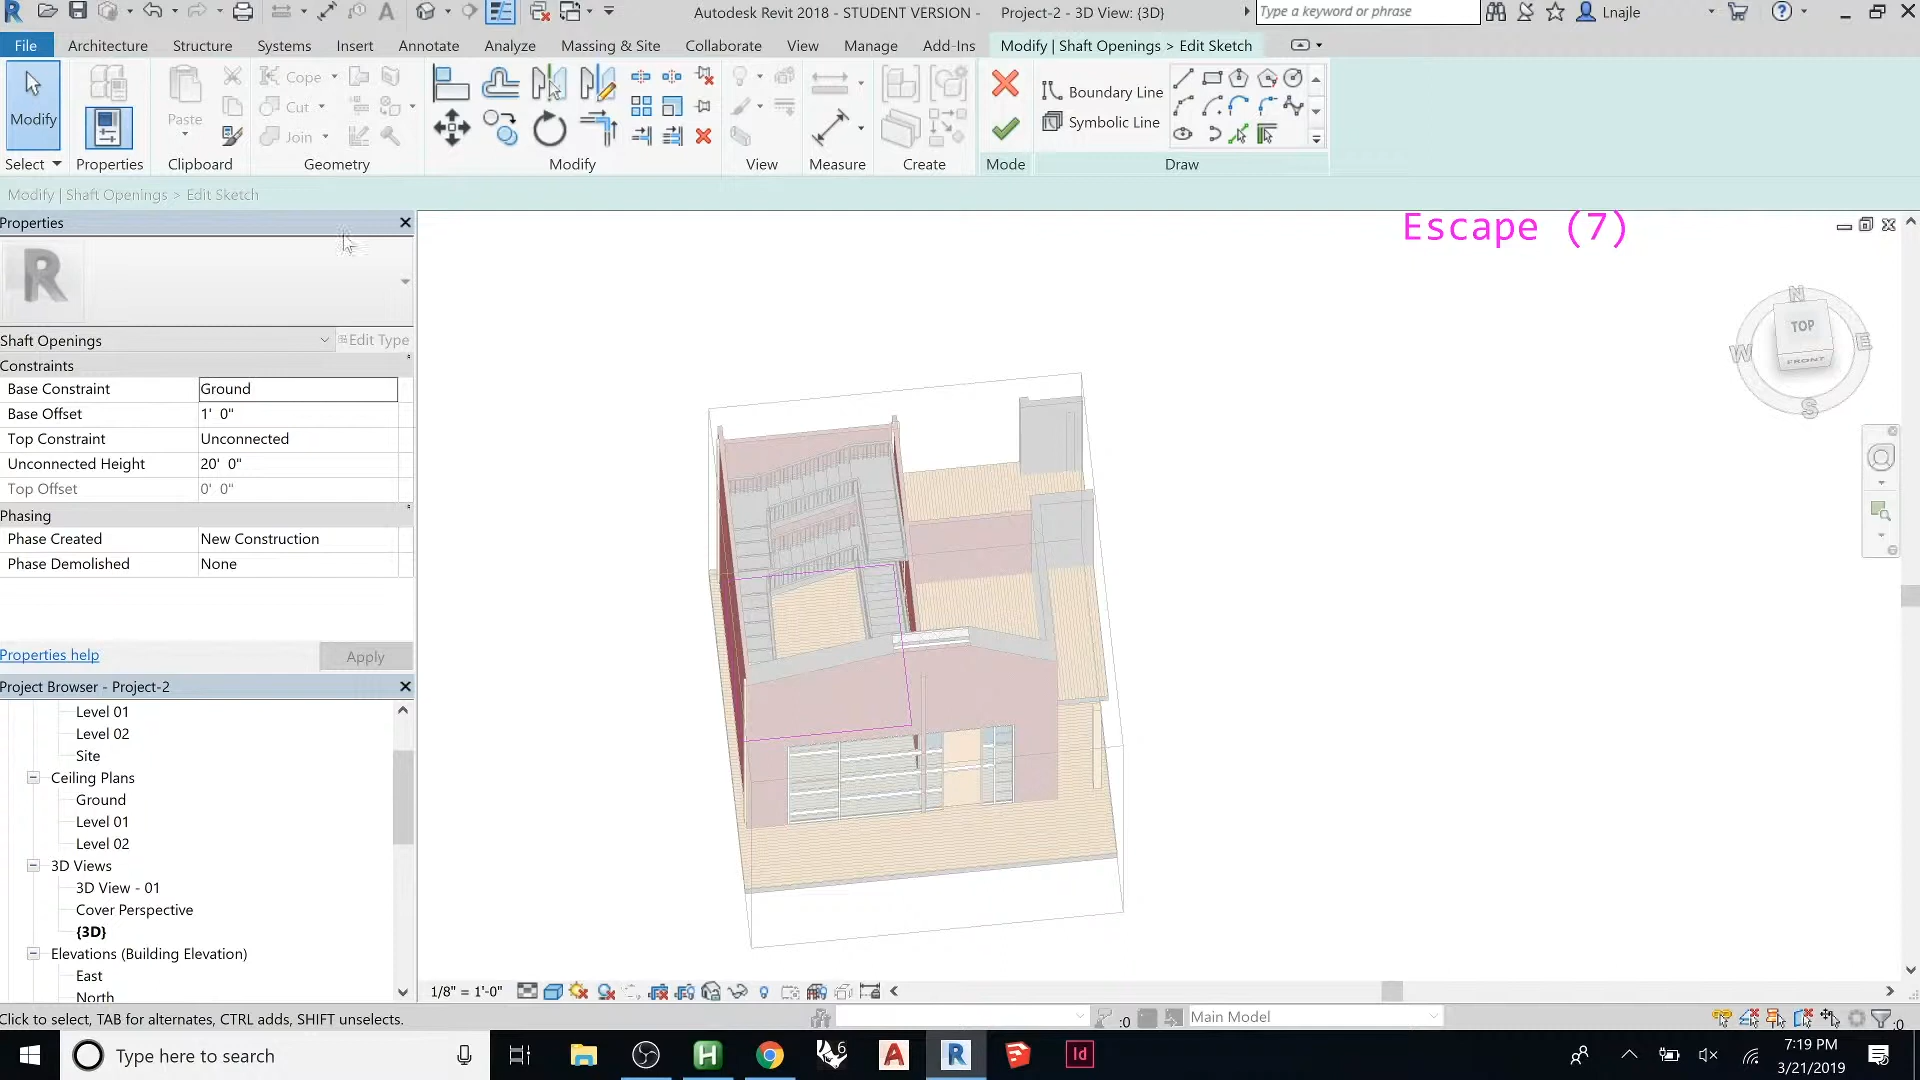 Autodesk Revit 2018 - STUDENT VERSION - Project-2 - 3D View: {3D}
Type a keyword or phrase
Lnajle
File Architecture Structure Systems Insert Annotate Analyze Massing & Site Collaborate View Manage Add-Ins Modify | Shaft Openings > Edit Sketch
Modify
Paste
Cope
Cut
Join
Boundary Line
Symbolic Line
Select Properties Clipboard Geometry Modify View Measure Create Mode Draw
Modify | Shaft Openings > Edit Sketch
Properties
Escape (7)
R
Shaft Openings
Edit Type
Constraints
Base Constraint Ground
Base Offset 1' 0"
Top Constraint Unconnected
Unconnected Height 20' 0"
Top Offset 0' 0"
Phasing
Phase Created New Construction
Phase Demolished None
Properties help
Apply
N
W
E
S
TOP
FRONT
Project Browser - Project-2
Level 01
Level 02
Site
Ceiling Plans
Ground
Level 01
Level 02
3D Views
3D View - 01
Cover Perspective
{3D}
Elevations (Building Elevation)
East
North
1/8" = 1'-0"
Click to select, TAB for alternates, CTRL adds, SHIFT unselects.
:0
Main Model
:0
Type here to search
H
6
A
R
Id
7:19 PM
3/21/2019